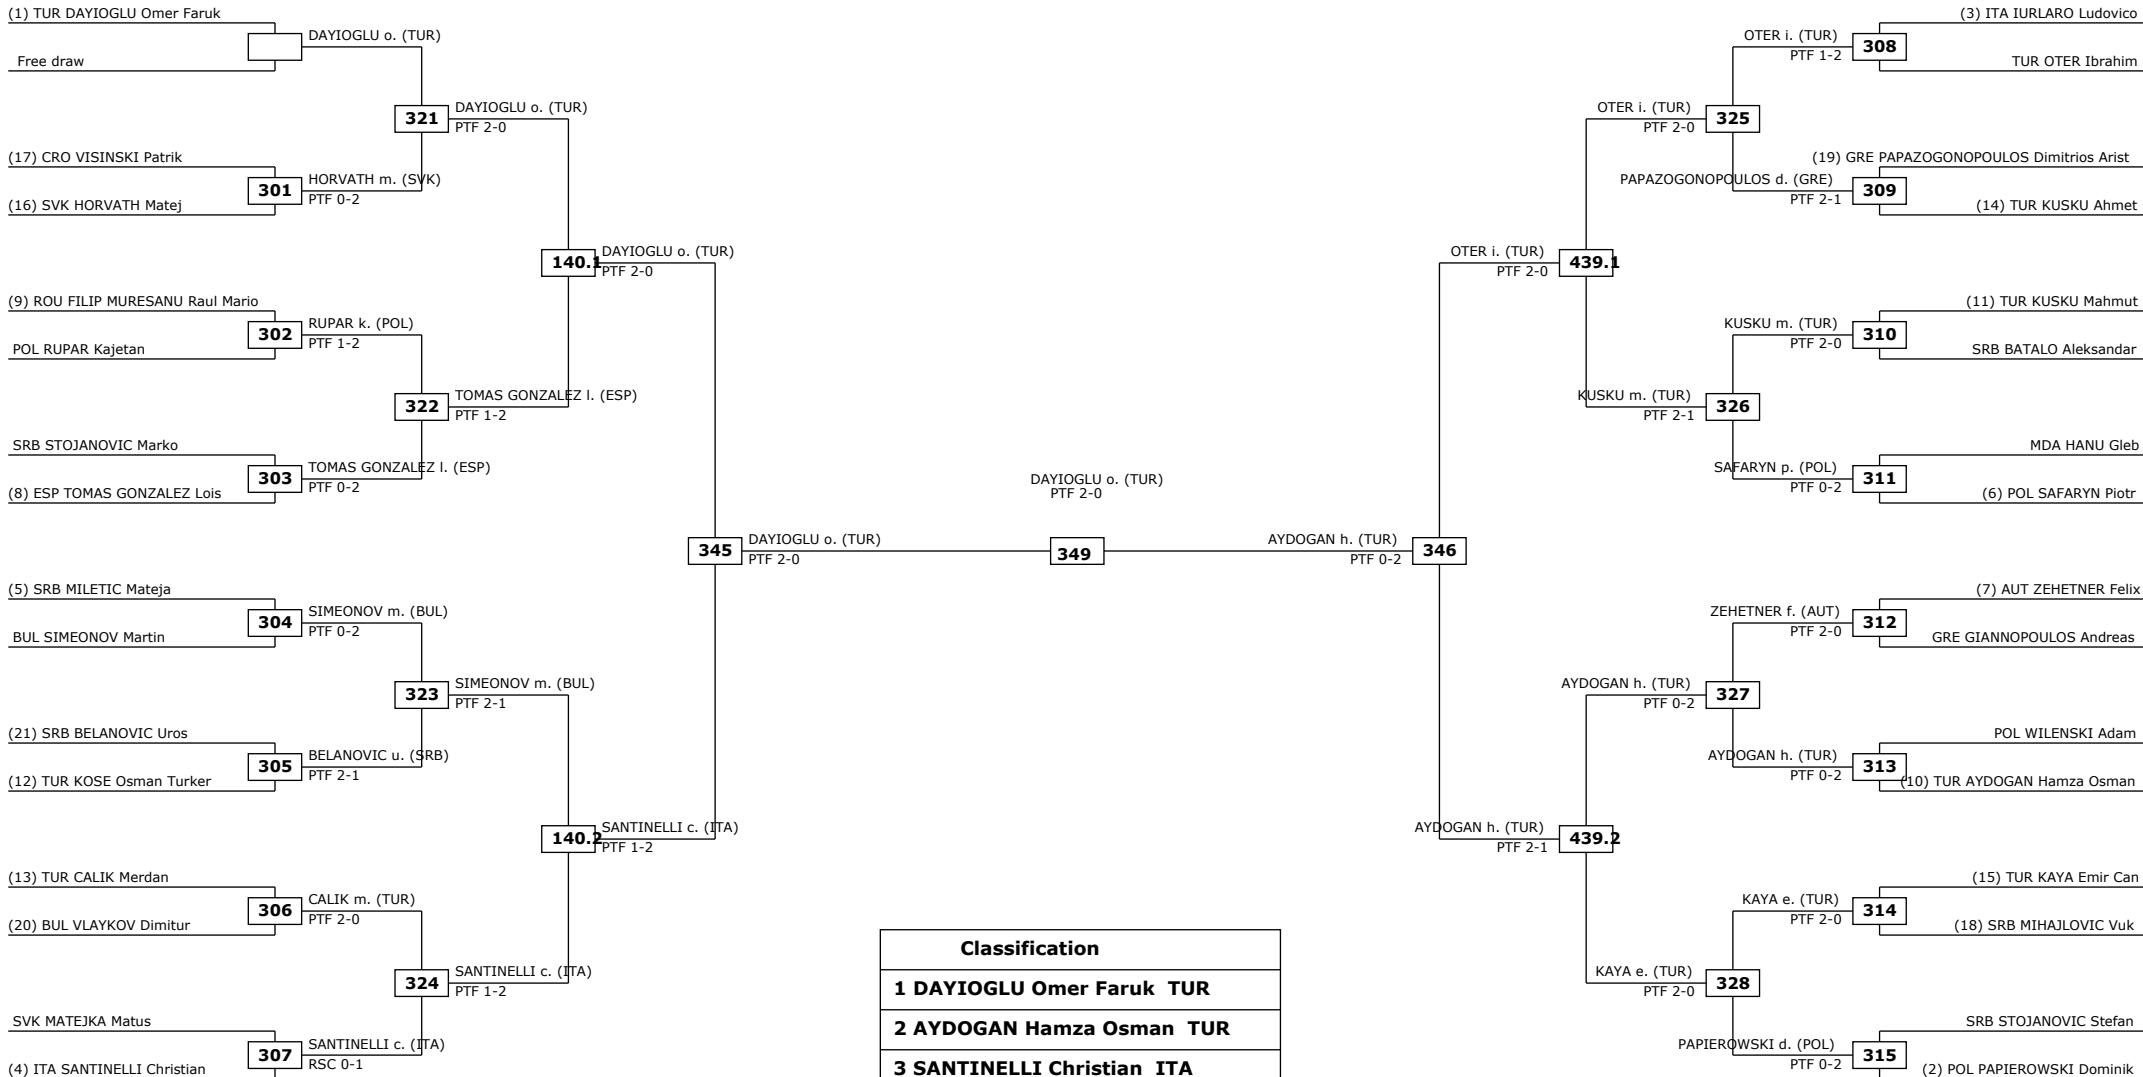 (1) TUR DAYIOGLU Omer Faruk
DAYIOGLU o. (TUR)
Free draw
321
DAYIOGLU o. (TUR)
PTF 2-0
(17) CRO VISINSKI Patrik
301
HORVATH m. (SVK)
PTF 0-2
(16) SVK HORVATH Matej
140.1
DAYIOGLU o. (TUR)
PTF 2-0
(9) ROU FILIP MURESANU Raul Mario
302
RUPAR k. (POL)
PTF 1-2
POL RUPAR Kajetan
322
TOMAS GONZALEZ l. (ESP)
PTF 1-2
SRB STOJANOVIC Marko
303
TOMAS GONZALEZ l. (ESP)
PTF 0-2
(8) ESP TOMAS GONZALEZ Lois
345
DAYIOGLU o. (TUR)
PTF 2-0
(5) SRB MILETIC Mateja
304
SIMEONOV m. (BUL)
PTF 0-2
BUL SIMEONOV Martin
323
SIMEONOV m. (BUL)
PTF 2-1
(21) SRB BELANOVIC Uros
305
BELANOVIC u. (SRB)
PTF 2-1
(12) TUR KOSE Osman Turker
140.2
SANTINELLI c. (ITA)
PTF 1-2
(13) TUR CALIK Merdan
306
CALIK m. (TUR)
PTF 2-0
(20) BUL VLAYKOV Dimitur
324
SANTINELLI c. (ITA)
PTF 1-2
SVK MATEJKA Matus
307
SANTINELLI c. (ITA)
RSC 0-1
(4) ITA SANTINELLI Christian
DAYIOGLU o. (TUR)
PTF 2-0
349
(3) ITA IURLARO Ludovico
OTER i. (TUR)
PTF 1-2
308
TUR OTER Ibrahim
OTER i. (TUR)
PTF 2-0
325
(19) GRE PAPAZOGONOPOULOS Dimitrios Arist
PAPAZOGONOPOULOS d. (GRE)
PTF 2-1
309
(14) TUR KUSKU Ahmet
OTER i. (TUR)
PTF 2-0
439.1
(11) TUR KUSKU Mahmut
KUSKU m. (TUR)
PTF 2-0
310
SRB BATALO Aleksandar
KUSKU m. (TUR)
PTF 2-1
326
MDA HANU Gleb
SAFARYN p. (POL)
PTF 0-2
311
(6) POL SAFARYN Piotr
AYDOGAN h. (TUR)
PTF 0-2
346
(7) AUT ZEHETNER Felix
ZEHETNER f. (AUT)
PTF 2-0
312
GRE GIANNOPOULOS Andreas
AYDOGAN h. (TUR)
PTF 0-2
327
POL WILENSKI Adam
AYDOGAN h. (TUR)
PTF 0-2
313
(10) TUR AYDOGAN Hamza Osman
AYDOGAN h. (TUR)
PTF 2-1
439.2
(15) TUR KAYA Emir Can
KAYA e. (TUR)
PTF 2-0
314
(18) SRB MIHAJLOVIC Vuk
KAYA e. (TUR)
PTF 2-0
328
SRB STOJANOVIC Stefan
PAPIEROWSKI d. (POL)
PTF 0-2
315
(2) POL PAPIEROWSKI Dominik
Classification
1 DAYIOGLU Omer Faruk TUR
2 AYDOGAN Hamza Osman TUR
3 SANTINELLI Christian ITA